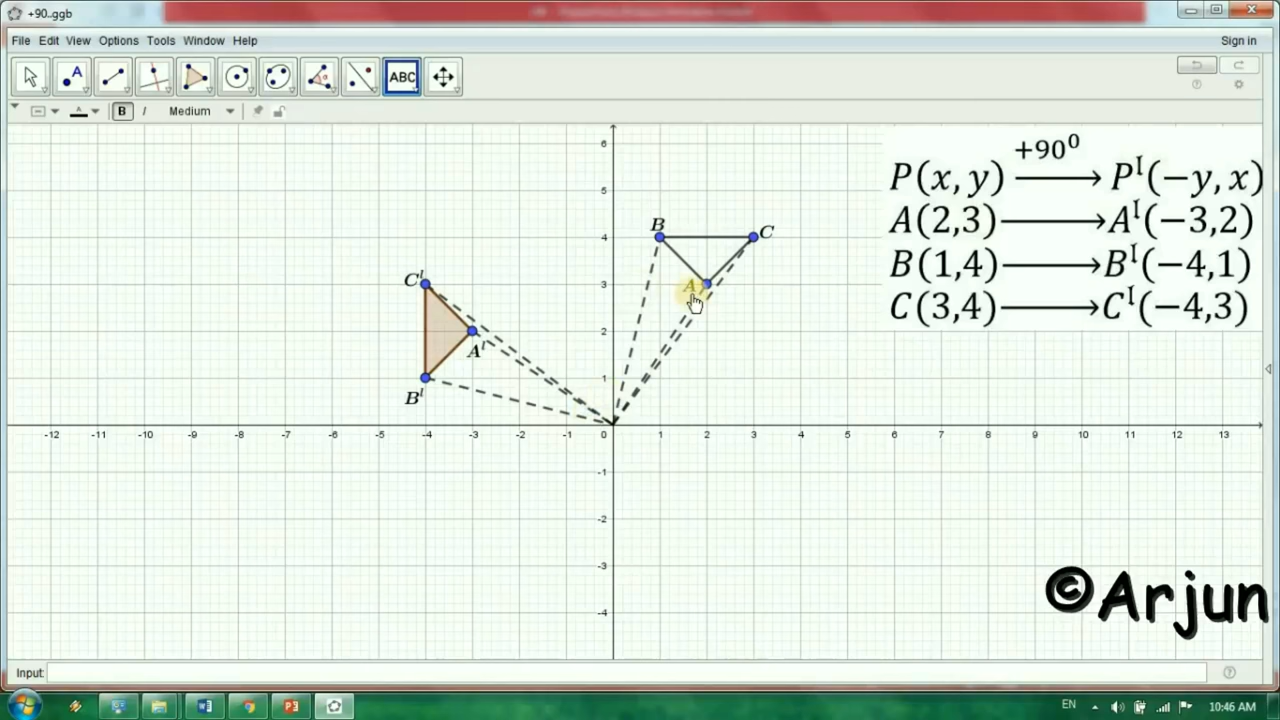 +90..ggb
File Edit View Options Tools Window Help
Sign in
A
α
ABC
B I Medium
6
5
4
3
2
1
-1
-2
-3
-4
-12 -11 -10 -9 -8 -7 -6 -5 -4 -3 -2 -1 0 1 2 3 4 5 6 7 8 9 10 11 12 13
B
C
A
C^I
A^I
B^I
+90⁰
P(x, y) ⟶ P^I(−y, x)
A(2,3) ⟶ A^I(−3,2)
B(1,4) ⟶ B^I(−4,1)
C(3,4) ⟶ C^I(−4,3)
©Arjun
Input:
EN
10:46 AM